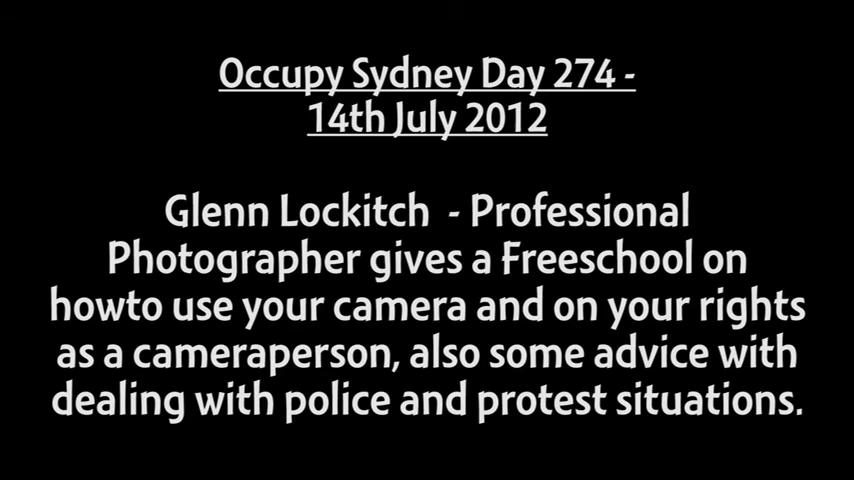 Occupy Sydney Day 274 -
14th July 2012
Glenn Lockitch - Professional
Photographer gives a Freeschool on
howto use your camera and on your rights
as a cameraperson, also some advice with
dealing with police and protest situations.